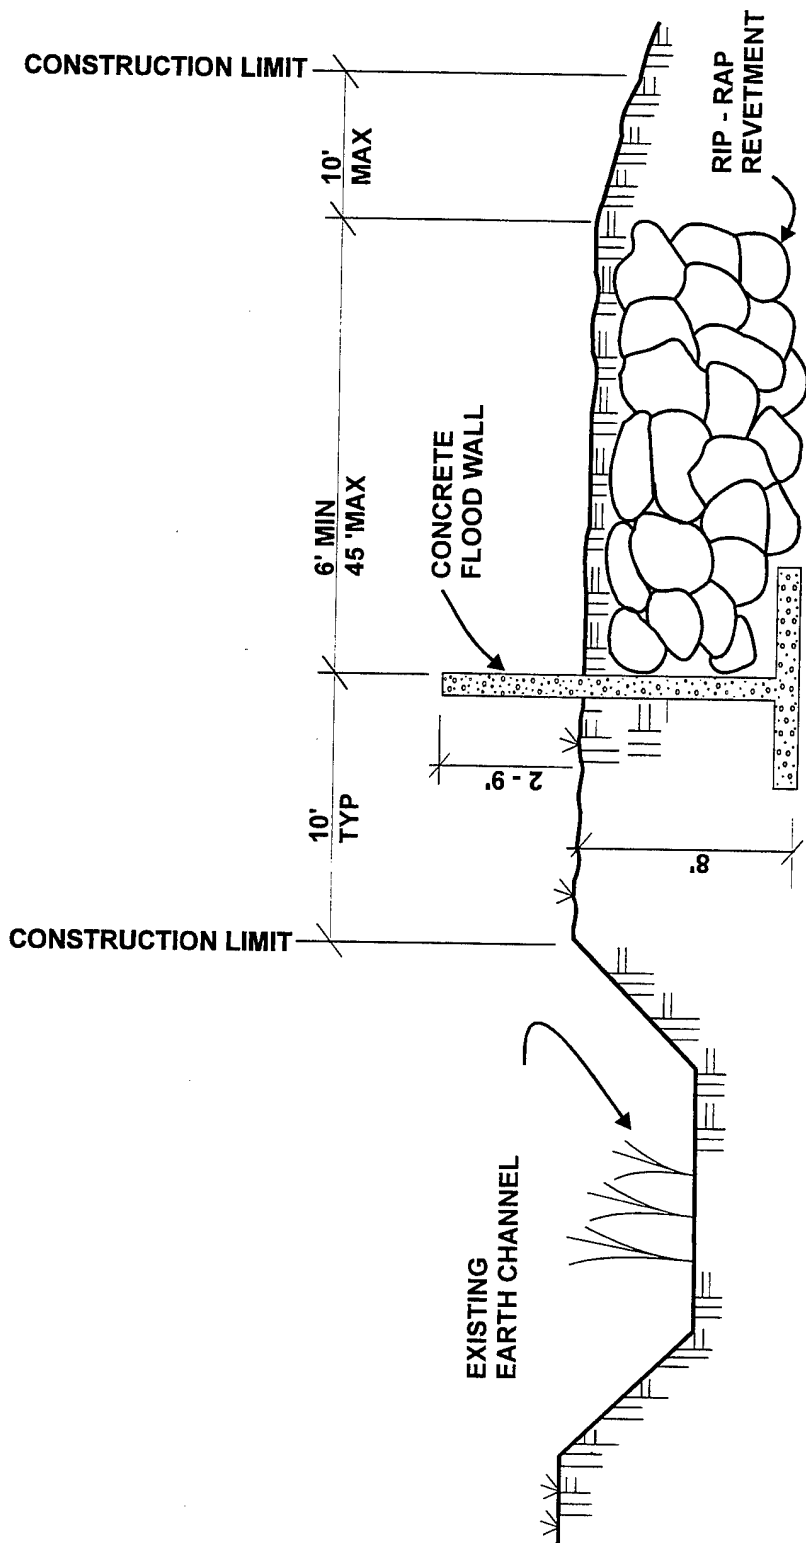 CONSTRUCTION LIMIT
10'
MAX
RIP - RAP
REVETMENT
6' MIN
45 'MAX
CONCRETE
FLOOD WALL
10'
TYP
2 - 9'
8'
CONSTRUCTION LIMIT
EXISTING
EARTH CHANNEL